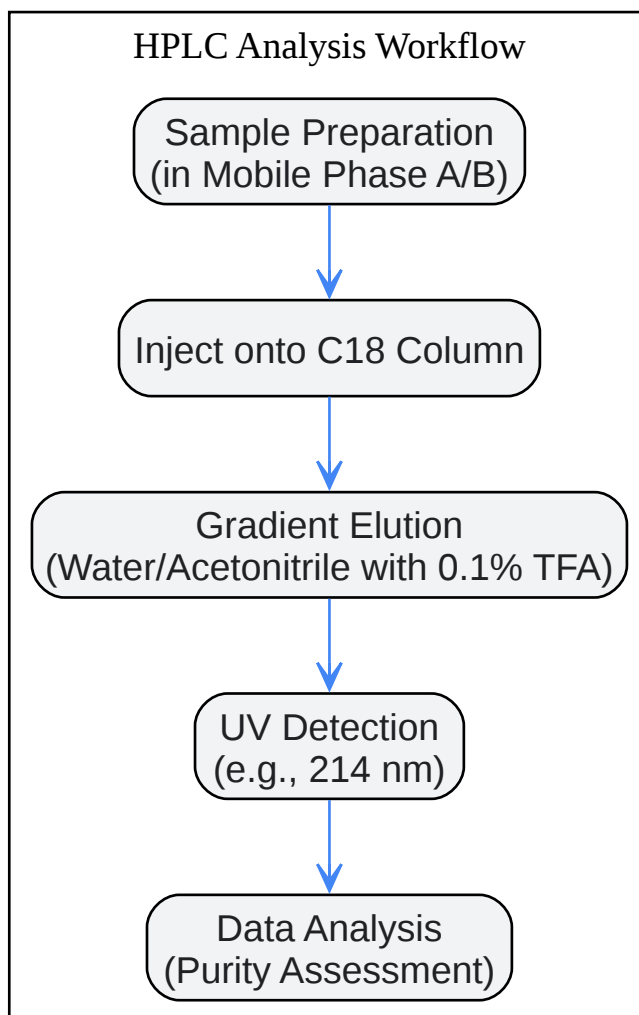 HPLC Analysis Workflow
Sample Preparation
(in Mobile Phase A/B)
Inject onto C18 Column
Gradient Elution
(Water/Acetonitrile with 0.1% TFA)
UV Detection
(e.g., 214 nm)
Data Analysis
(Purity Assessment)